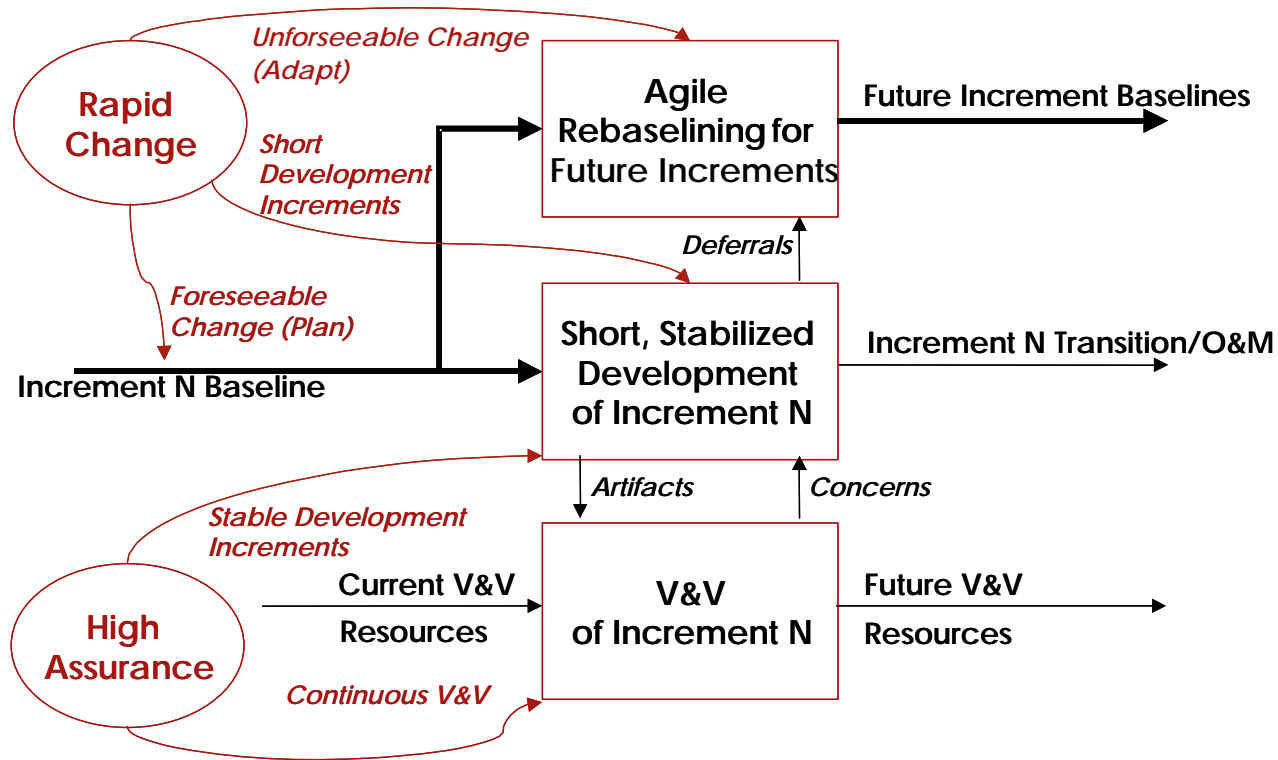 Unforseeable Change
(Adapt)
Rapid
Change
Short
Development
Increments
Agile
Rebaselining for
Future Increments
Future Increment Baselines
Deferrals
Foreseeable
Change (Plan)
Increment N Baseline
Short, Stabilized
Development
of Increment N
Increment N Transition/O&M
Artifacts
Concerns
Stable Development
Increments
High
Assurance
Current V&V
Resources
V&V
of Increment N
Future V&V
Resources
Continuous V&V